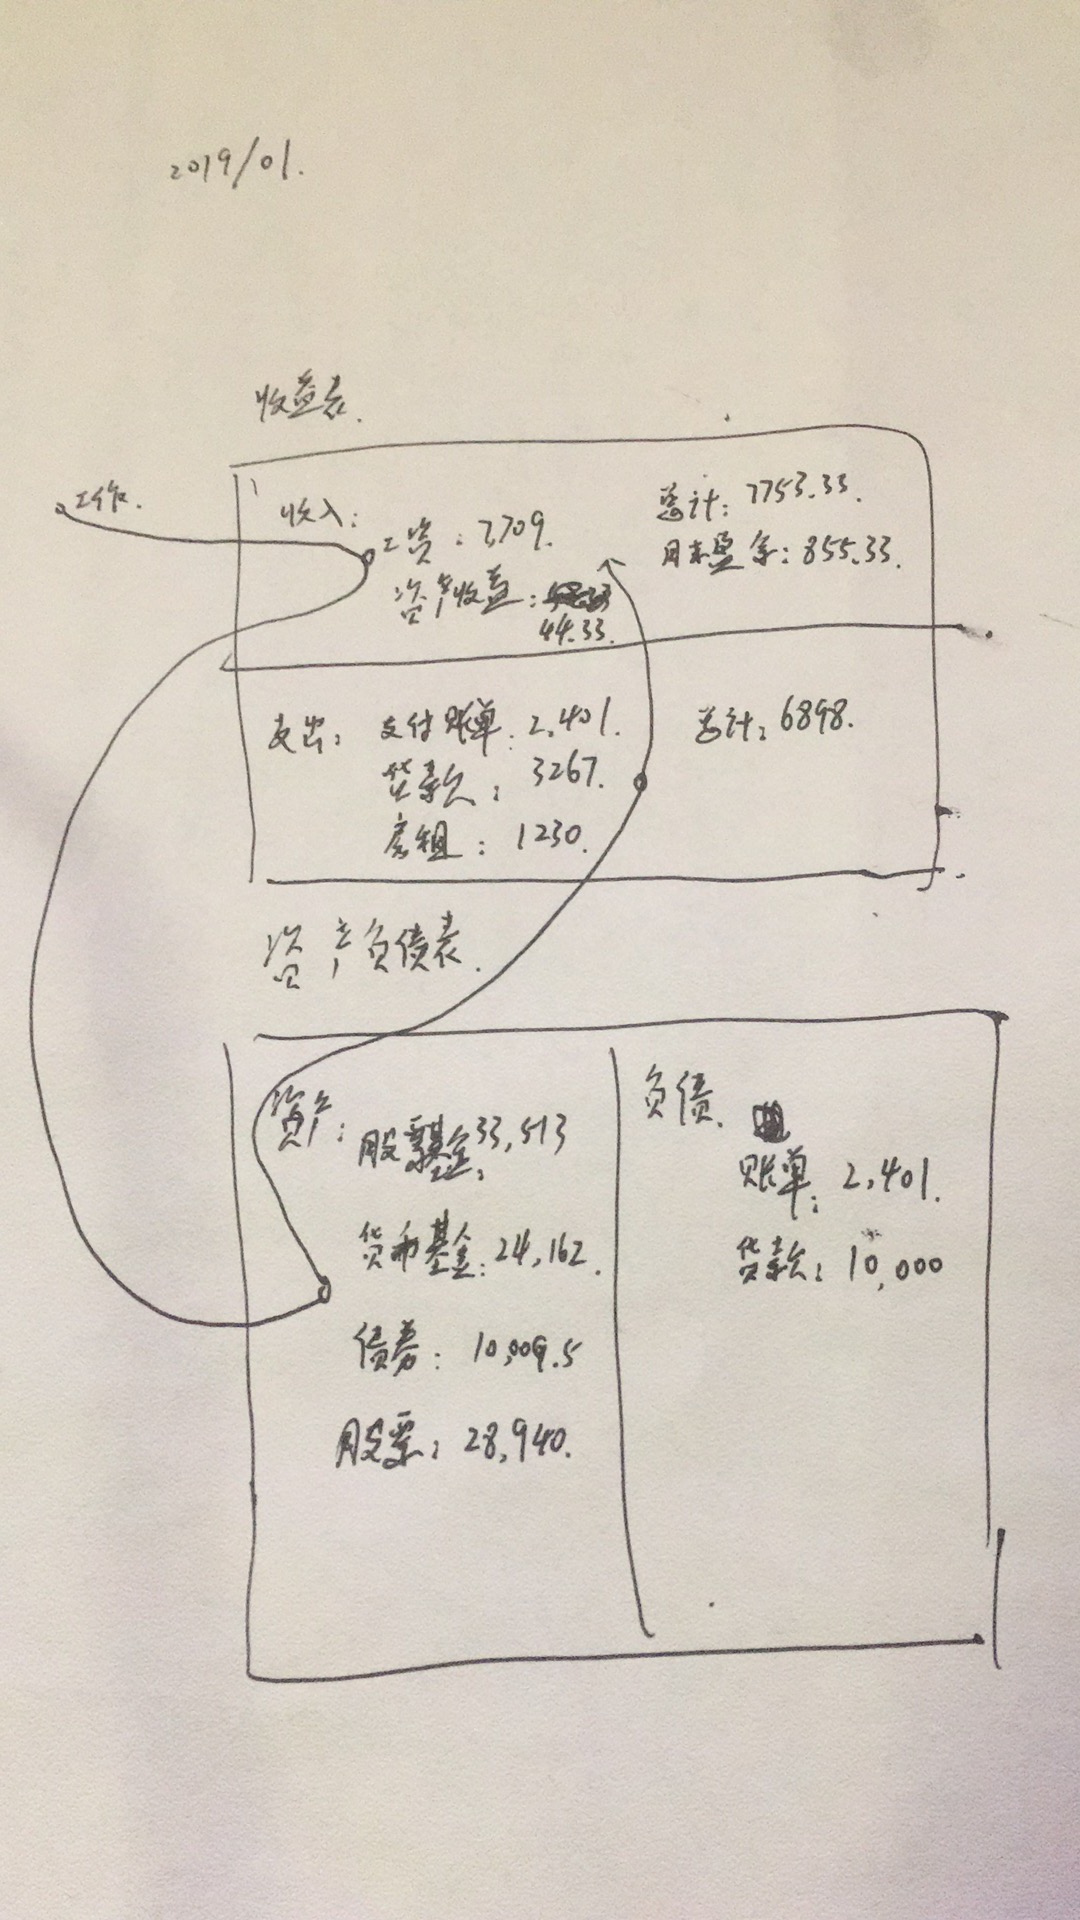 2019/01.
收益表.
工作.
收入:
工资: 7,709.
资产收益:
44.33.
总计: 7753.33.
月末盈余: 855.33.
支出: 支付账单: 2,401.
贷款: 3267.
房租: 1230.
总计: 6898.
资产负债表.
资产:
股票基金: 33,513
货币基金: 24,162.
债券: 10,009.5
股票: 28,940.
负债.
账单: 2,401.
贷款: 10,000